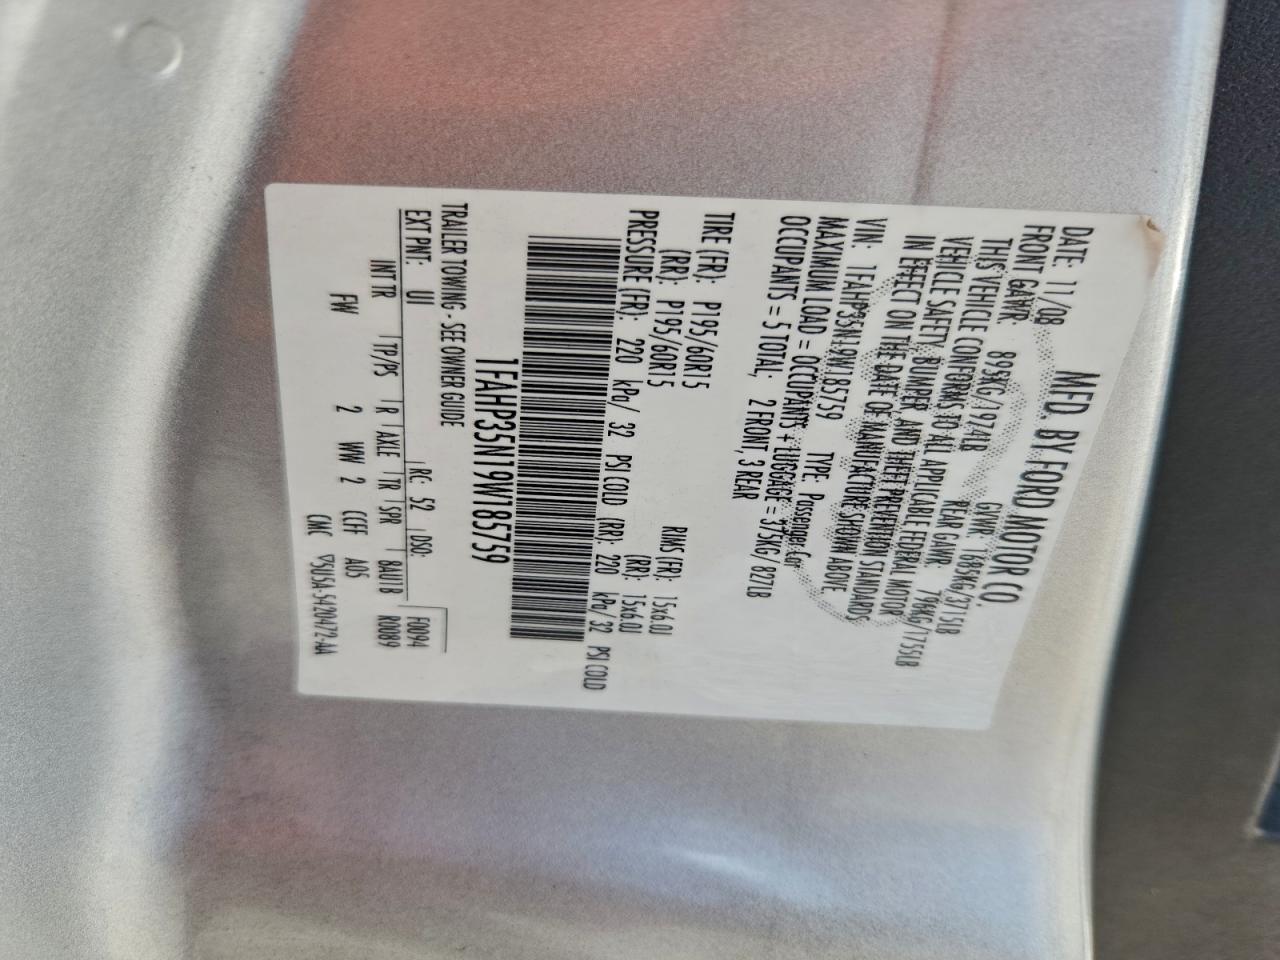 MFD. BY FORD MOTOR CO.
DATE: 11/08 GVWR: 1685KG/3715LB
FRONT GAWR: 895KG/1974LB REAR GAWR: 796KG/1755LB
THIS VEHICLE CONFORMS TO ALL APPLICABLE FEDERAL MOTOR
VEHICLE SAFETY, BUMPER, AND THEFT PREVENTION STANDARDS
IN EFFECT ON THE DATE OF MANUFACTURE SHOWN ABOVE.
VIN: 1FAHP35N19W185759 TYPE: Passenger Car
MAXIMUM LOAD = OCCUPANTS + LUGGAGE = 375KG/ 827LB
OCCUPANTS = 5 TOTAL; 2 FRONT, 3 REAR
TIRE (FR): P195/60R15 RIMS (FR): 15x6.0J
(RR): P195/60R15 (RR): 15x6.0J
PRESSURE (FR): 220 kPa/ 32 PSI COLD (RR): 220 kPa/ 32 PSI COLD
1FAHP35N19W185759
TRAILER TOWING - SEE OWNER GUIDE
EXT PNT: UI RC: 52 DSO: F0094
INT TR TP/PS R AXLE TR SPR 8AU1B R0089
FW 2 WW 2 CCFF AD5